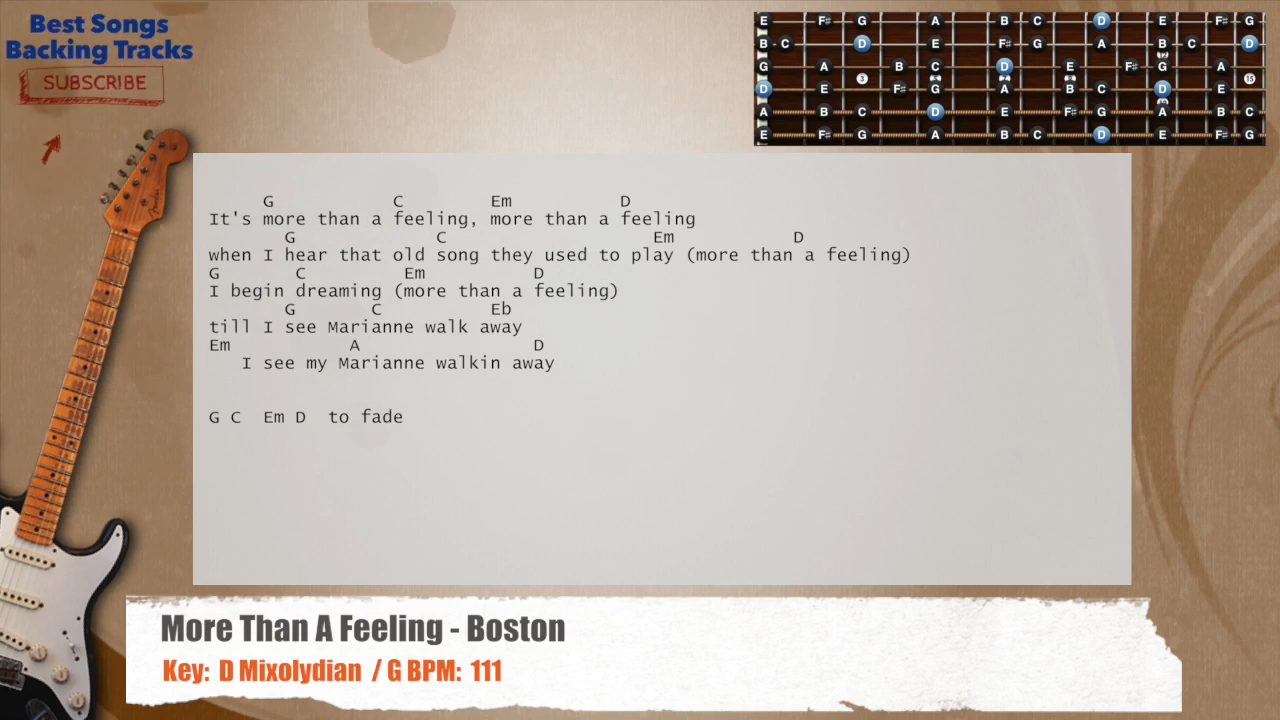 Best Songs
Backing Tracks
SUBSCRIBE
E F# G A B C D E F# G
B C D E F# G A B C D
G A B C D E F# G A
D E F# G A B C D E
A B C D E F# G A B C
E F# G A B C D E F# G
3 15
G C Em D
It's more than a feeling, more than a feeling
G C Em D
when I hear that old song they used to play (more than a feeling)
G C Em D
I begin dreaming (more than a feeling)
G C Eb
till I see Marianne walk away
Em A D
I see my Marianne walkin away
G C Em D to fade
More Than A Feeling - Boston
Key: D Mixolydian / G BPM: 111